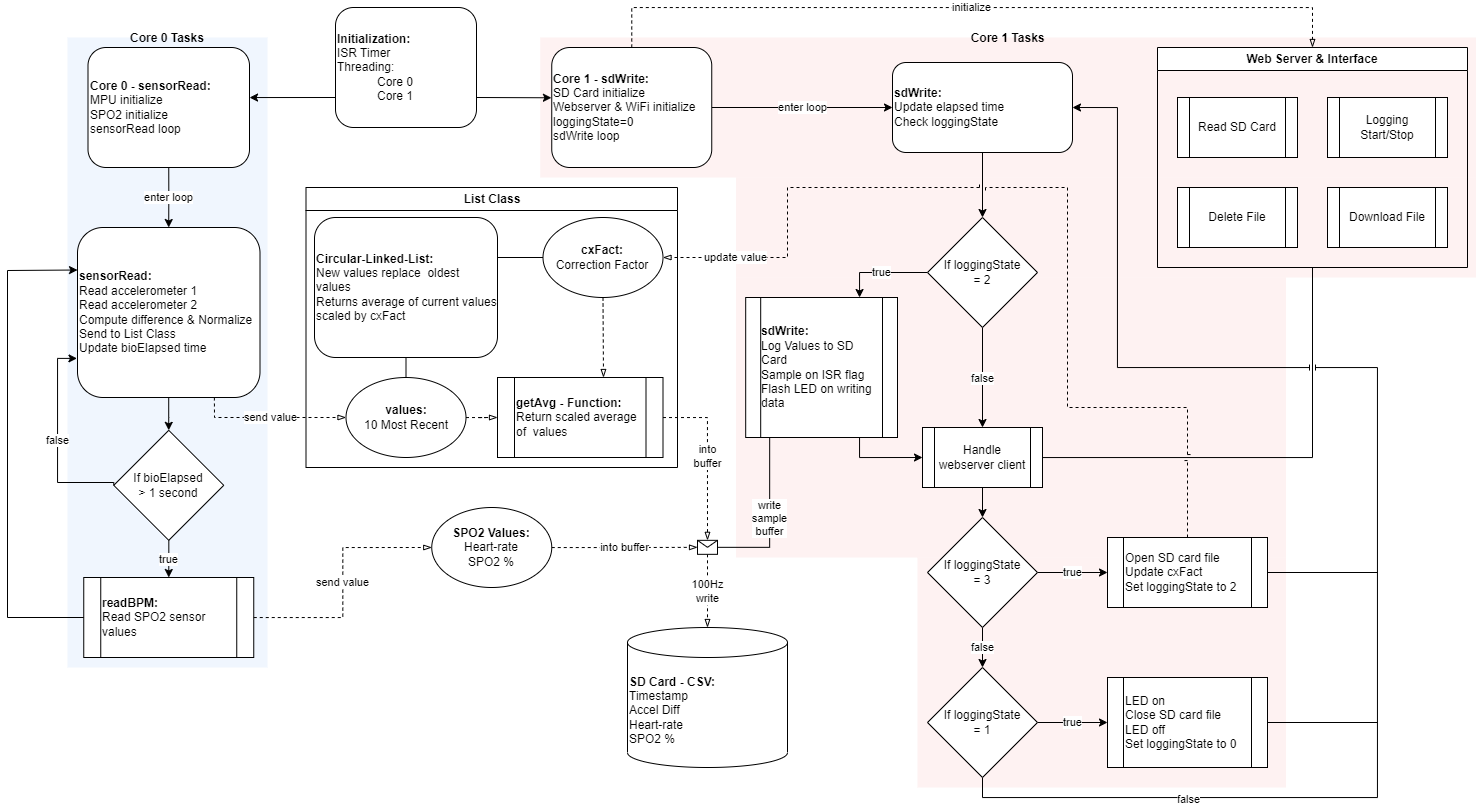 initialize
Core 0 Tasks
Initialization:
ISR Timer
Threading:
Core 0
Core 1
Core 1 Tasks
Core 0 - sensorRead:
MPU initialize
SPO2 initialize
sensorRead loop
Core 1 - sdWrite:
SD Card initialize
Webserver & WiFi initialize
loggingState=0
sdWrite loop
enter loop
sdWrite:
Update elapsed time
Check loggingState
Web Server & Interface
Read SD Card
Logging
Start/Stop
Delete File
Download File
enter loop
sensorRead:
Read accelerometer 1
Read accelerometer 2
Compute difference & Normalize
Send to List Class
Update bioElapsed time
List Class
Circular-Linked-List:
New values replace  oldest
values
Returns average of current values
scaled by cxFact
cxFact:
Correction Factor
update value
If loggingState
= 2
true
false
sdWrite:
Log Values to SD
Card
Sample on ISR flag
Flash LED on writing
data
send value
values:
10 Most Recent
getAvg - Function:
Return scaled average
of  values
into
buffer
false
If bioElapsed
> 1 second
true
Handle
webserver client
write
sample
buffer
SPO2 Values:
Heart-rate
SPO2 %
into buffer
send value
readBPM:
Read SPO2 sensor
values
100Hz
write
If loggingState
= 3
true
Open SD card file
Update cxFact
Set loggingState to 2
false
SD Card - CSV:
Timestamp
Accel Diff
Heart-rate
SPO2 %
If loggingState
= 1
true
LED on
Close SD card file
LED off
Set loggingState to 0
false